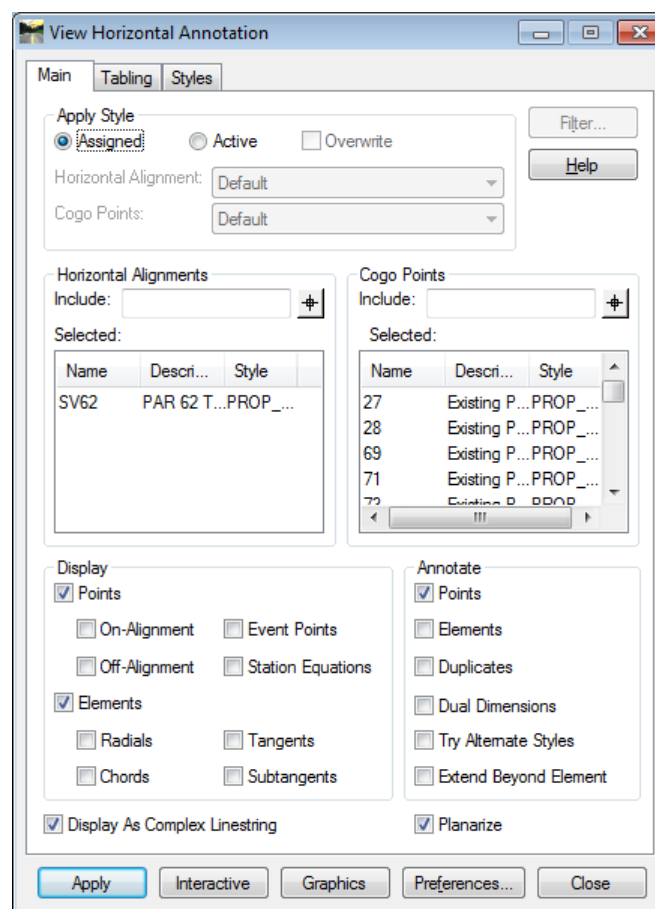 View Horizontal Annotation
Main Tabling Styles
Apply Style
Assigned Active Overwrite
Filter...
Help
Horizontal Alignment: Default
Cogo Points: Default
Horizontal Alignments
Include:
Selected:
Name Descri... Style
SV62 PAR 62 T...PROP_...
Cogo Points
Include:
Selected:
Name Descri... Style
27 Existing P...PROP_...
28 Existing P...PROP_...
69 Existing P...PROP_...
71 Existing P...PROP_...
72 Existing P...PROP_...
Display
Points
On-Alignment Event Points
Off-Alignment Station Equations
Elements
Radials Tangents
Chords Subtangents
Annotate
Points
Elements
Duplicates
Dual Dimensions
Try Alternate Styles
Extend Beyond Element
Display As Complex Linestring Planarize
Apply Interactive Graphics Preferences... Close